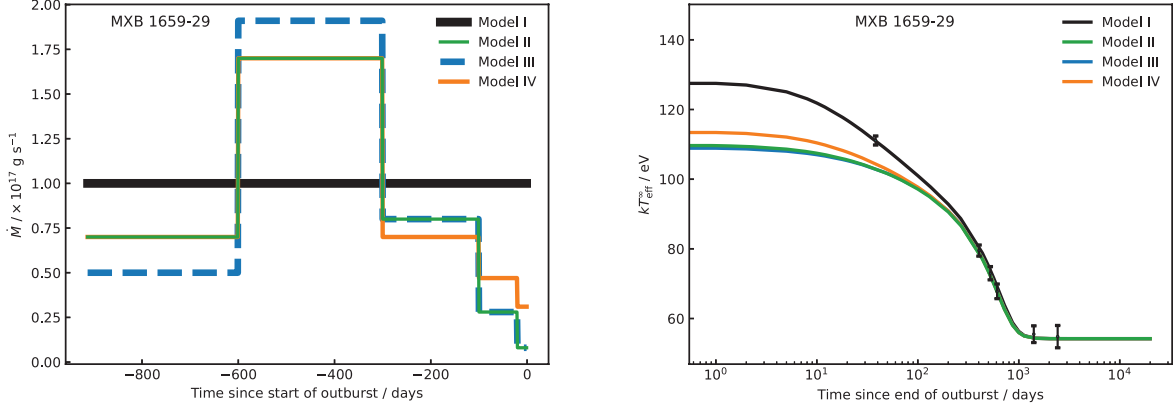 MXB 1659-29
Model I
Model II
Model III
Model IV
2.00
1.75
1.50
1.25
1.00
0.75
0.50
0.25
0.00
Ṁ / × 10¹⁷ g s⁻¹
−800
−600
−400
−200
0
Time since start of outburst / days
MXB 1659-29
Model I
Model II
Model III
Model IV
140
120
100
80
60
kT∞eff / eV
10⁰
10¹
10²
10³
10⁴
Time since end of outburst / days